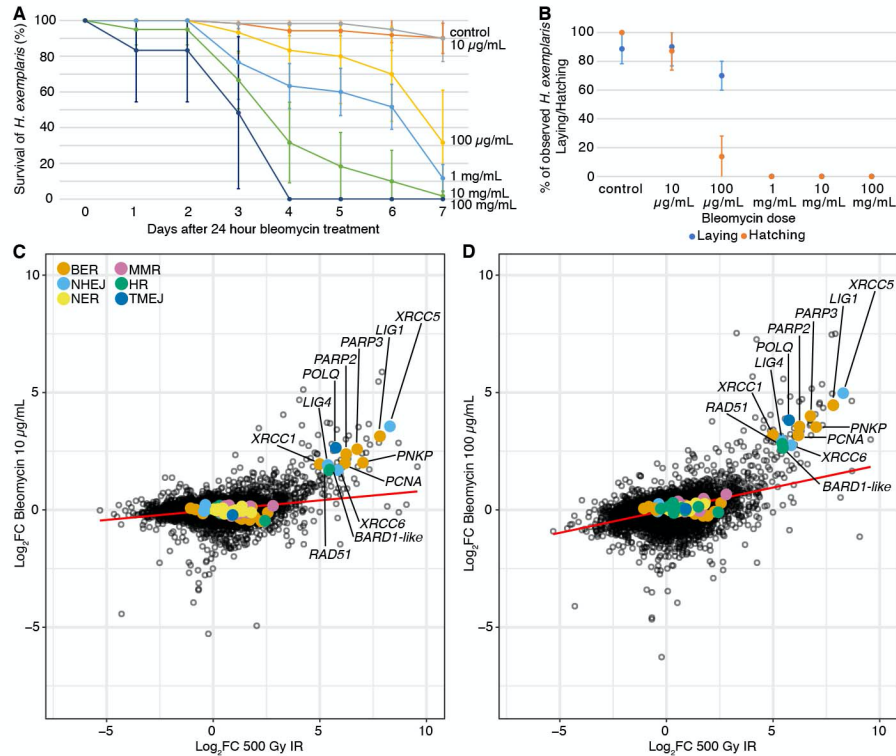 A
Survival of H. exemplaris (%)
100
80
60
40
20
0
0 1 2 3 4 5 6 7
Days after 24 hour bleomycin treatment
control
10 µg/mL
100 µg/mL
1 mg/mL
10 mg/mL
100 mg/mL
B
% of observed H. exemplaris
Laying/Hatching
100
80
60
40
20
0
control 10 µg/mL 100 µg/mL 1 mg/mL 10 mg/mL 100 mg/mL
Bleomycin dose
Laying Hatching
C
BER MMR
NHEJ HR
NER TMEJ
Log₂FC Bleomycin 10 µg/mL
10
5
0
−5
XRCC5
LIG1
PARP3
PARP2
POLQ
LIG4
XRCC1
PNKP
PCNA
XRCC6
BARD1-like
RAD51
−5 0 5 10
Log₂FC 500 Gy IR
D
Log₂FC Bleomycin 100 µg/mL
10
5
0
−5
XRCC5
LIG1
PARP3
PARP2
POLQ
LIG4
XRCC1
RAD51
PNKP
PCNA
XRCC6
BARD1-like
−5 0 5 10
Log₂FC 500 Gy IR